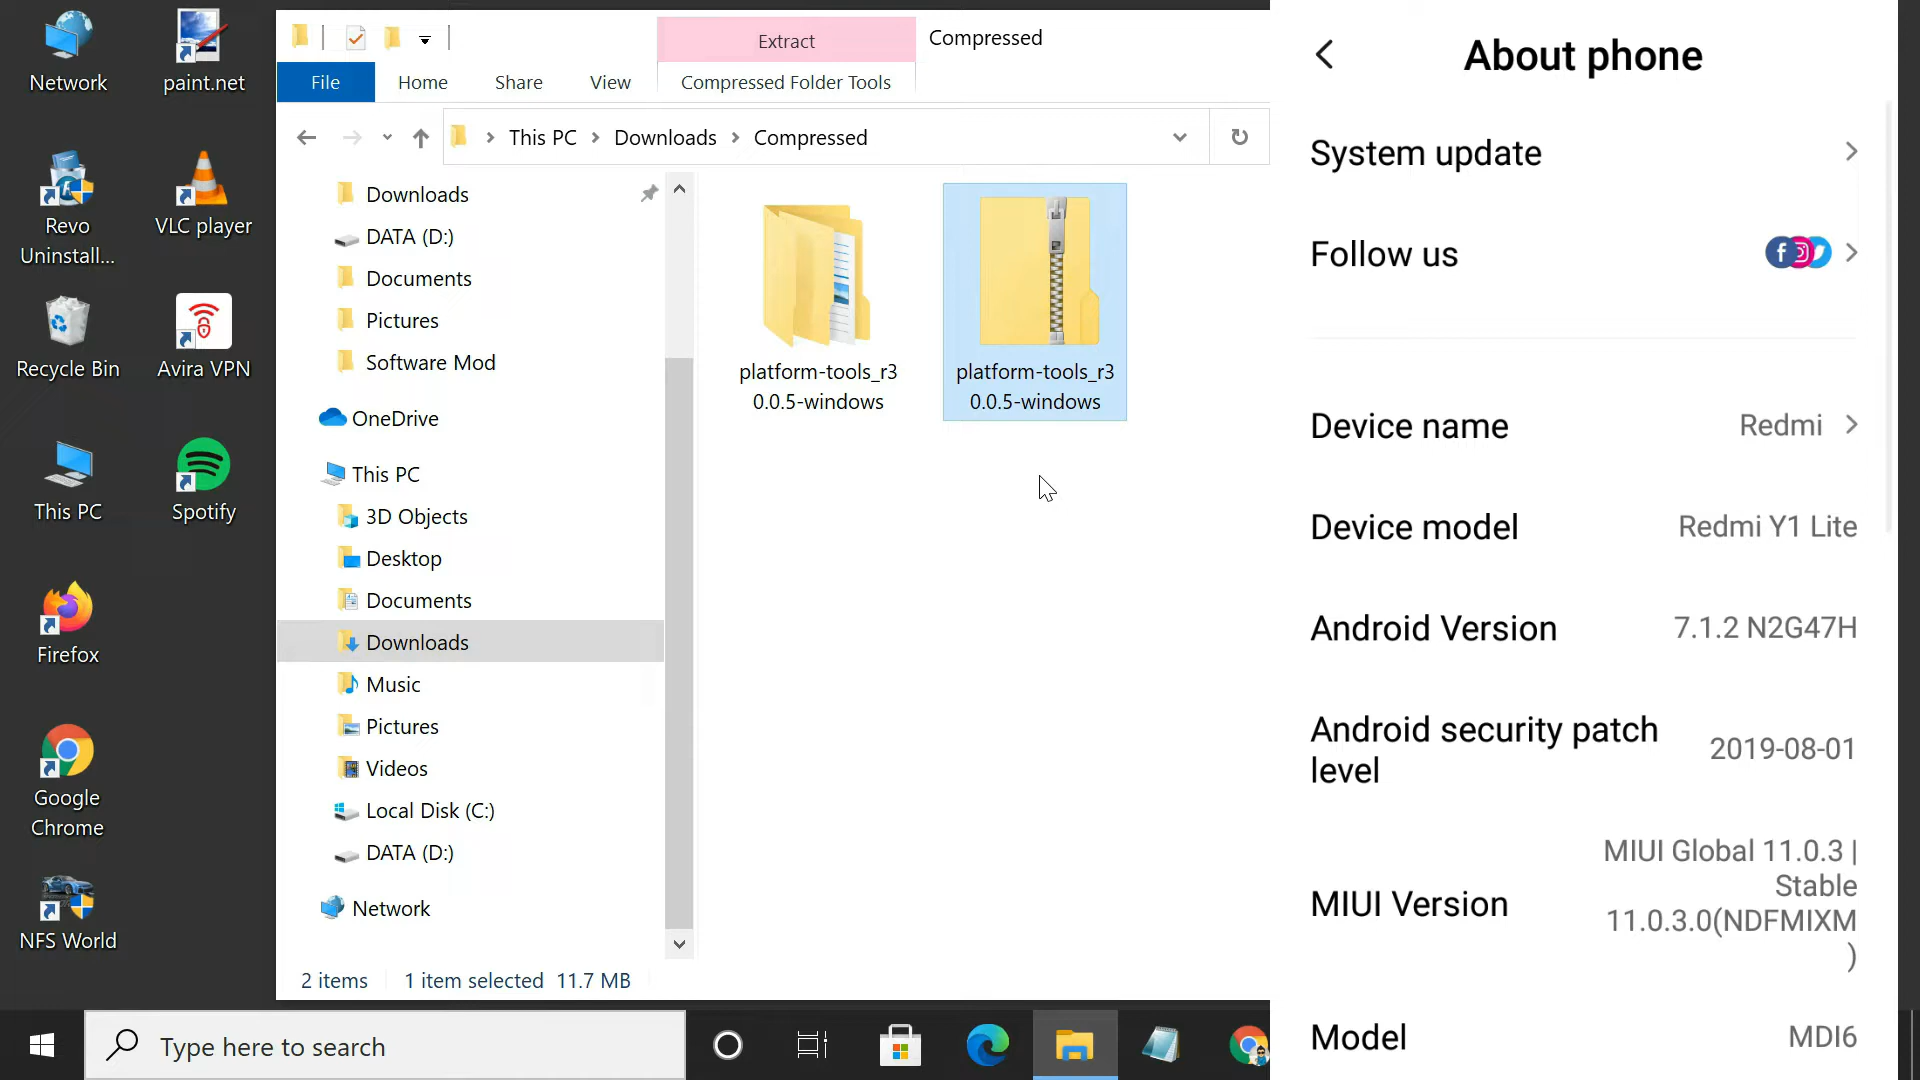 Network
paint.net
Revo
Uninstall...
VLC player
Recycle Bin
Avira VPN
This PC
Spotify
Firefox
Google
Chrome
NFS World
Extract
Compressed
File
Home
Share
View
Compressed Folder Tools
This PC
Downloads
Compressed
Downloads
DATA (D:)
Documents
Pictures
Software Mod
OneDrive
This PC
3D Objects
Desktop
Documents
Downloads
Music
Pictures
Videos
Local Disk (C:)
DATA (D:)
Network
platform-tools_r3
0.0.5-windows
platform-tools_r3
0.0.5-windows
2 items
1 item selected 11.7 MB
Type here to search
About phone
System update
Follow us
Device name
Redmi
Device model
Redmi Y1 Lite
Android Version
7.1.2 N2G47H
Android security patch
level
2019-08-01
MIUI Version
MIUI Global 11.0.3 |
Stable
11.0.3.0(NDFMIXM
)
Model
MDI6